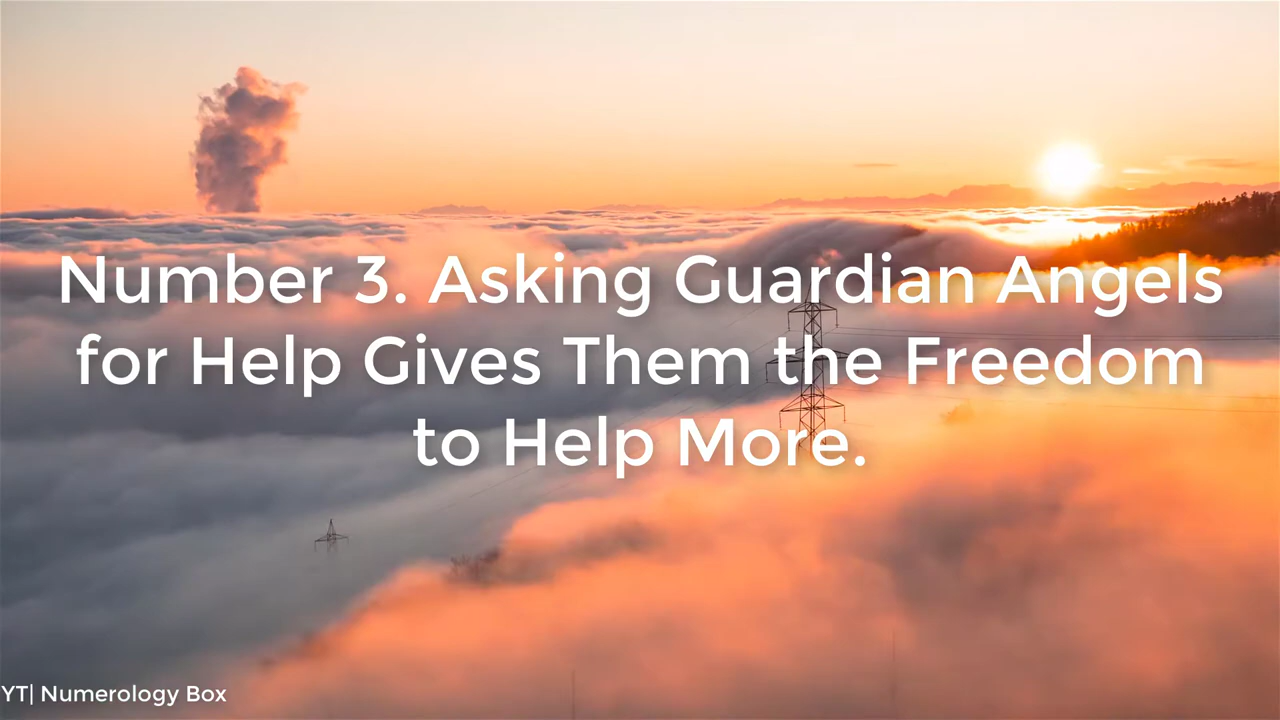 Number 3. Asking Guardian Angels
for Help Gives Them the Freedom
to Help More.
YT| Numerology Box